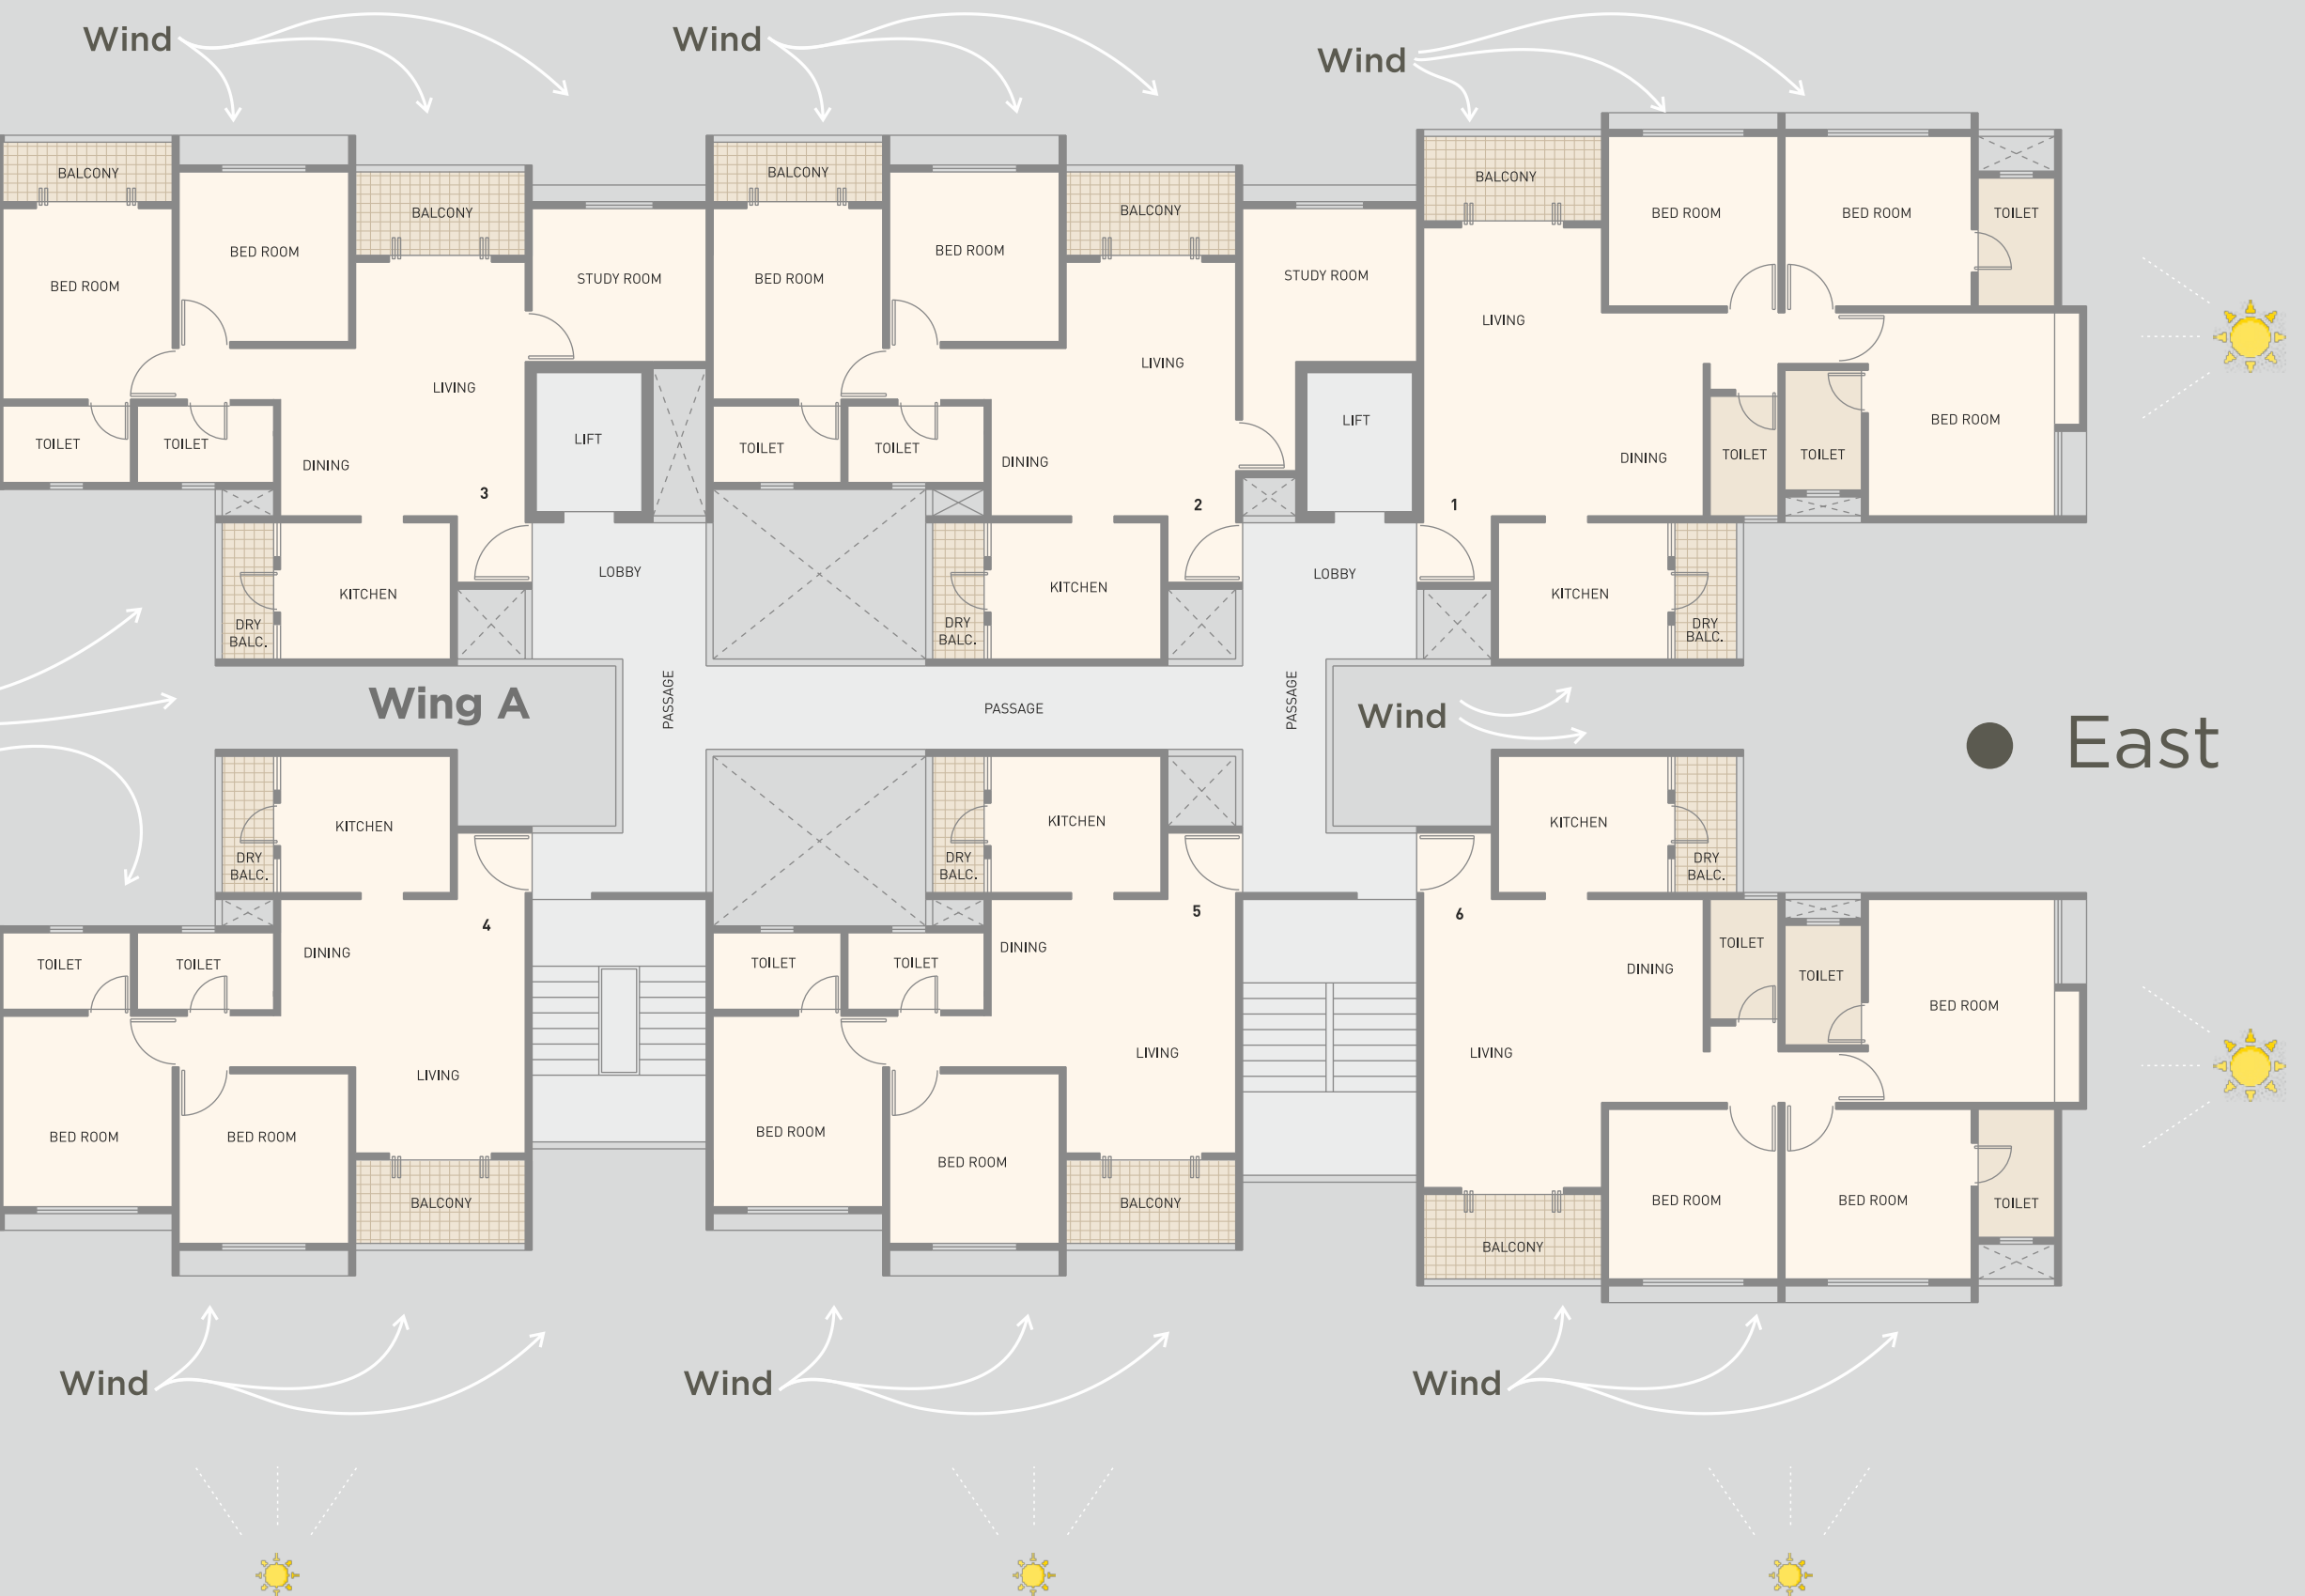 Wind
Wind
Wind
BALCONY
BED ROOM
BED ROOM
BALCONY
STUDY ROOM
LIVING
TOILET
TOILET
DINING
3
LIFT
KITCHEN
DRY
BALC.
LOBBY
BALCONY
BED ROOM
BED ROOM
BALCONY
STUDY ROOM
LIVING
TOILET
TOILET
DINING
2
LIFT
KITCHEN
DRY
BALC.
LOBBY
BALCONY
BED ROOM
BED ROOM
TOILET
LIVING
DINING
TOILET
TOILET
BED ROOM
1
KITCHEN
DRY
BALC.
Wing A
PASSAGE
PASSAGE
PASSAGE
Wind
East
KITCHEN
DRY
BALC.
4
DINING
TOILET
TOILET
LIVING
BED ROOM
BED ROOM
BALCONY
KITCHEN
DRY
BALC.
5
DINING
TOILET
TOILET
LIVING
BED ROOM
BED ROOM
BALCONY
KITCHEN
DRY
BALC.
6
TOILET
DINING
TOILET
BED ROOM
LIVING
BED ROOM
BED ROOM
TOILET
BALCONY
Wind
Wind
Wind